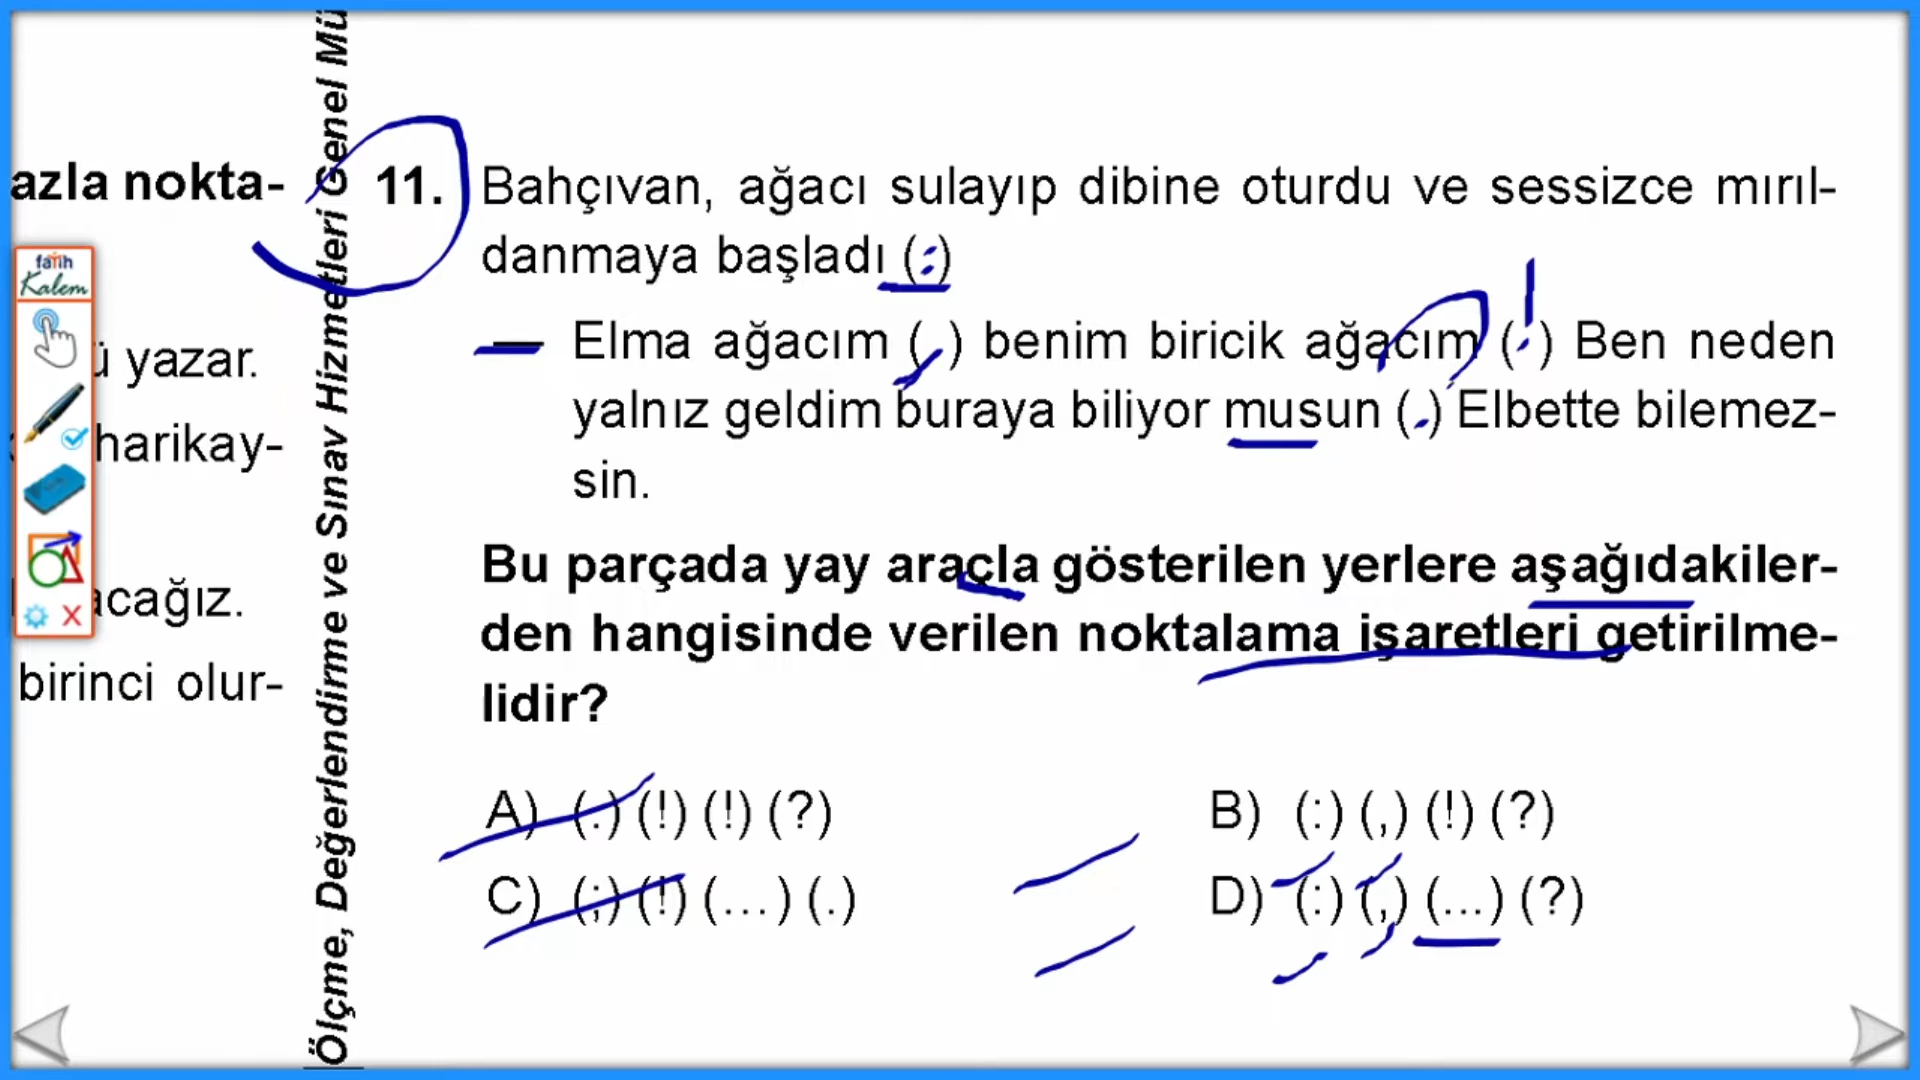 azla nokta-
ü yazar.
harikay-
acağız.
birinci olur-
Ölçme, Değerlendirme ve Sınav Hizmetleri Genel Mü
fatih
Kalem
11. Bahçıvan, ağacı sulayıp dibine oturdu ve sessizce mırıl-
danmaya başladı (:)
— Elma ağacım (,) benim biricik ağacım (!) Ben neden
yalnız geldim buraya biliyor musun (.) Elbette bilemez-
sin.
Bu parçada yay araçla gösterilen yerlere aşağıdakiler-
den hangisinde verilen noktalama işaretleri getirilme-
lidir?
A) (.) (!) (!) (?)
B) (:) (,) (!) (?)
C) (;) (!) (...) (.)
D) (:) (,) (...) (?)